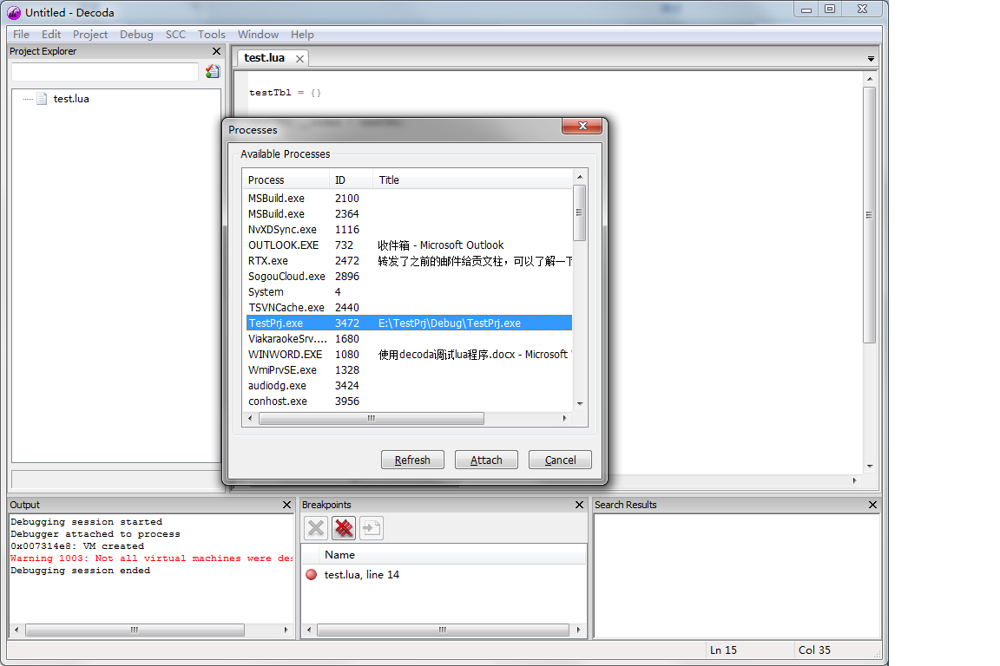 Untitled - Decoda
File Edit Project Debug SCC Tools Window Help
Project Explorer
test.lua
test.lua
testTbl = {}
Processes
Available Processes
Process ID Title
MSBuild.exe 2100
MSBuild.exe 2364
NvXDSync.exe 1116
OUTLOOK.EXE 732 收件箱 - Microsoft Outlook
RTX.exe 2472 转发了之前的邮件给贡文柱，可以了解一下
SogouCloud.exe 2896
System 4
TSVNCache.exe 2440
TestPrj.exe 3472 E:\TestPrj\Debug\TestPrj.exe
ViakaraokeSrv.... 1680
WINWORD.EXE 1080 使用decoda调试lua程序.docx - Microsoft
WmiPrvSE.exe 1328
audiodg.exe 3424
conhost.exe 3956
Refresh Attach Cancel
Output
Debugging session started
Debugger attached to process
0x007314e8: VM created
Warning 1003: Not all virtual machines were des
Debugging session ended
Breakpoints
Name
test.lua, line 14
Search Results
Ln 15 Col 35